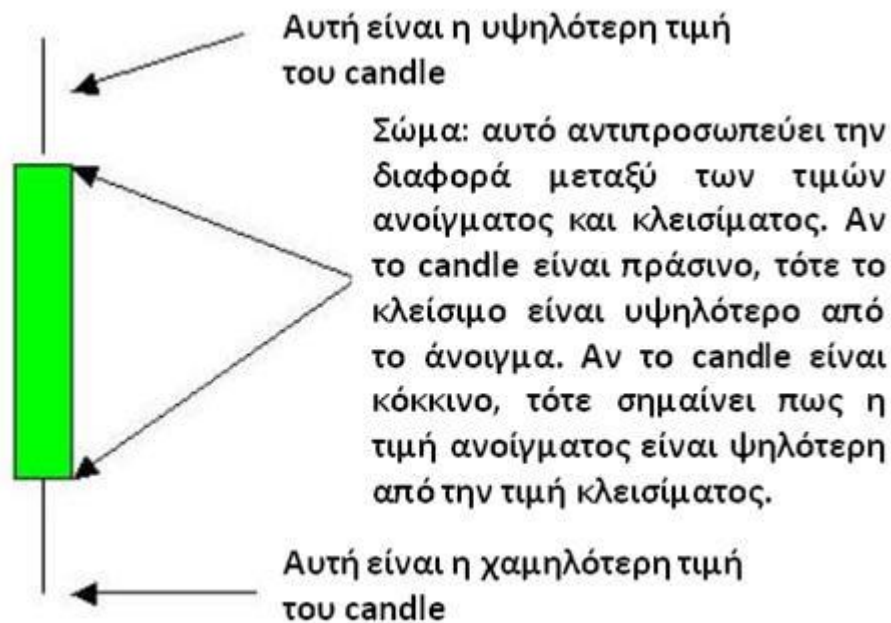 Αυτή είναι η υψηλότερη τιμή
του candle
Σώμα: αυτό αντιπροσωπεύει την
διαφορά μεταξύ των τιμών
ανοίγματος και κλεισίματος. Αν
το candle είναι πράσινο, τότε το
κλείσιμο είναι υψηλότερο από
το άνοιγμα. Αν το candle είναι
κόκκινο, τότε σημαίνει πως η
τιμή ανοίγματος είναι ψηλότερη
από την τιμή κλεισίματος.
Αυτή είναι η χαμηλότερη τιμή
του candle